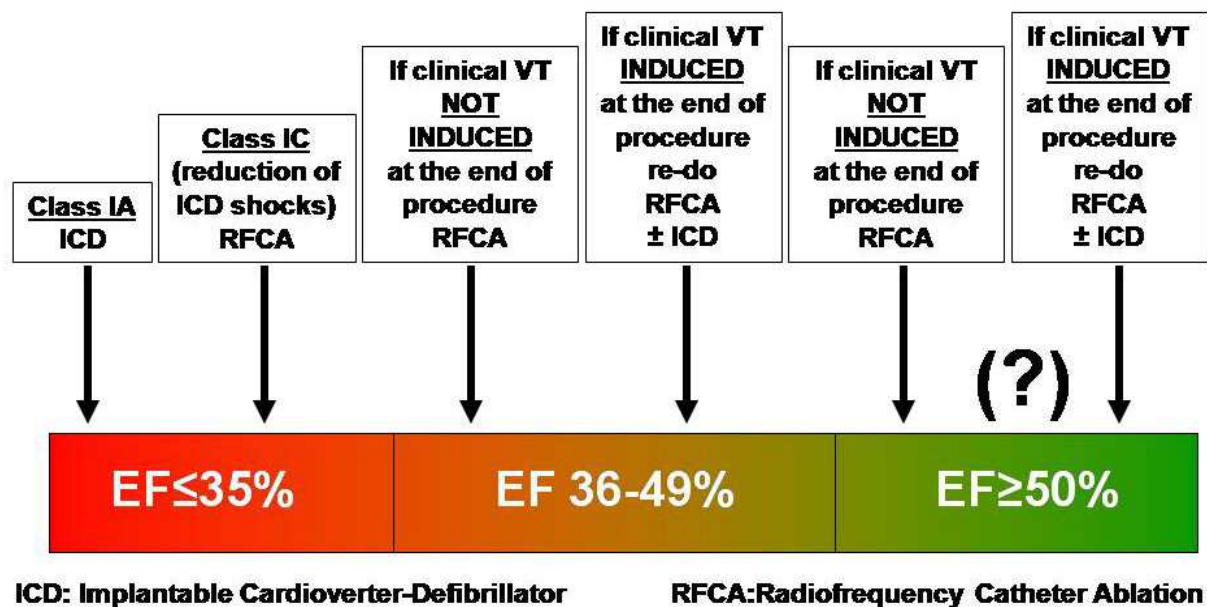 Class IA
ICD
Class IC
(reduction of
ICD shocks)
RFCA
If clinical VT
NOT
INDUCED
at the end of
procedure
RFCA
If clinical VT
INDUCED
at the end of
procedure
re-do
RFCA
± ICD
If clinical VT
NOT
INDUCED
at the end of
procedure
RFCA
If clinical VT
INDUCED
at the end of
procedure
re-do
RFCA
± ICD
(?)
EF≤35%
EF 36-49%
EF≥50%
ICD: Implantable Cardioverter-Defibrillator
RFCA:Radiofrequency Catheter Ablation